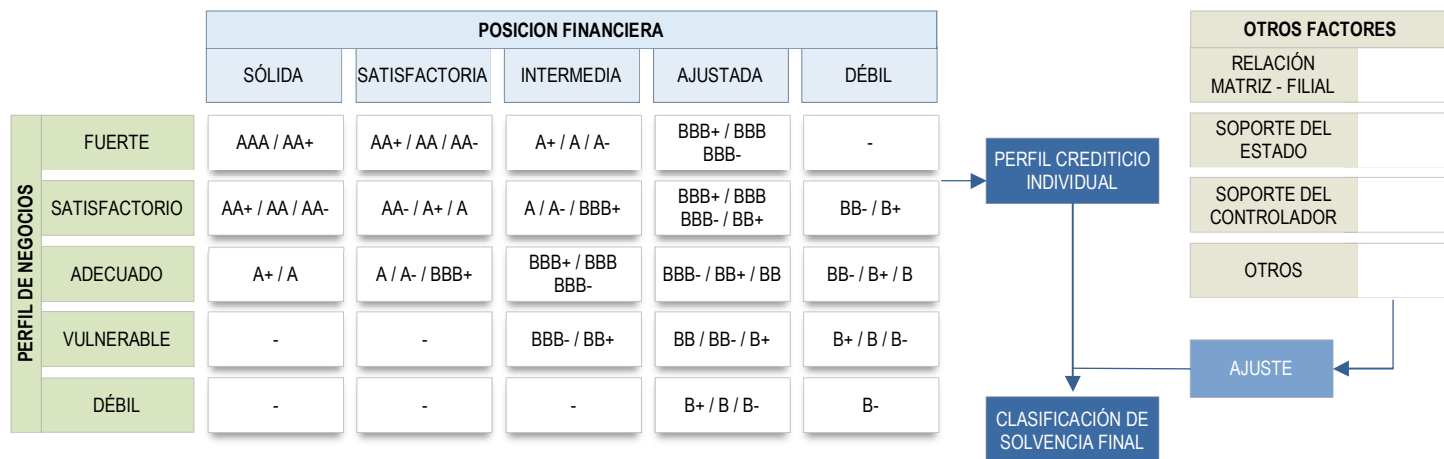 POSICION FINANCIERA
SÓLIDA
SATISFACTORIA
INTERMEDIA
AJUSTADA
DÉBIL
PERFIL DE NEGOCIOS
FUERTE
AAA / AA+
AA+ / AA / AA-
A+ / A / A-
BBB+ / BBB
BBB-
-
SATISFACTORIO
AA+ / AA / AA-
AA- / A+ / A
A / A- / BBB+
BBB+ / BBB
BBB- / BB+
BB- / B+
ADECUADO
A+ / A
A / A- / BBB+
BBB+ / BBB
BBB-
BBB- / BB+ / BB
BB- / B+ / B
VULNERABLE
-
-
BBB- / BB+
BB / BB- / B+
B+ / B / B-
DÉBIL
-
-
-
B+ / B / B-
B-
PERFIL CREDITICIO
INDIVIDUAL
CLASIFICACIÓN DE
SOLVENCIA FINAL
OTROS FACTORES
RELACIÓN
MATRIZ - FILIAL
SOPORTE DEL
ESTADO
SOPORTE DEL
CONTROLADOR
OTROS
AJUSTE